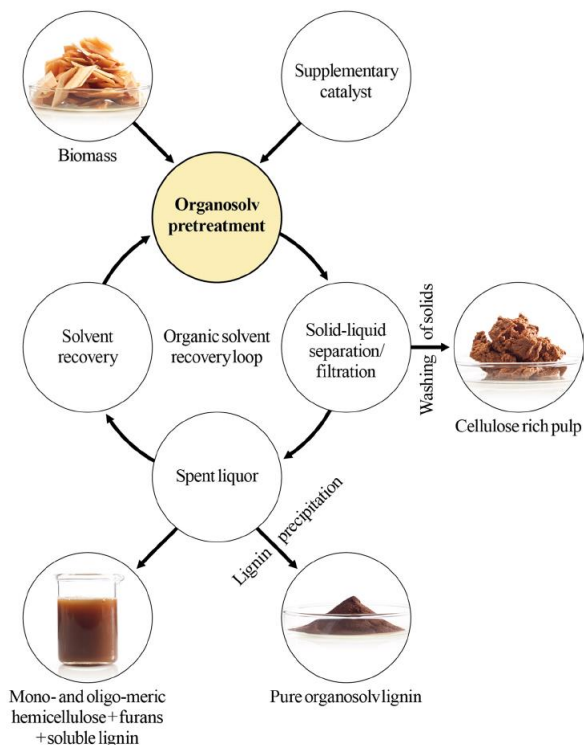 Supplementary
catalyst
Biomass
Organosolv
pretreatment
Solvent
recovery
Organic solvent
recovery loop
Solid-liquid
separation/
filtration
Washing
of solids
Cellulose rich pulp
Spent liquor
Lignin
precipitation
Mono- and oligo-meric
hemicellulose + furans
+ soluble lignin
Pure organosolv lignin